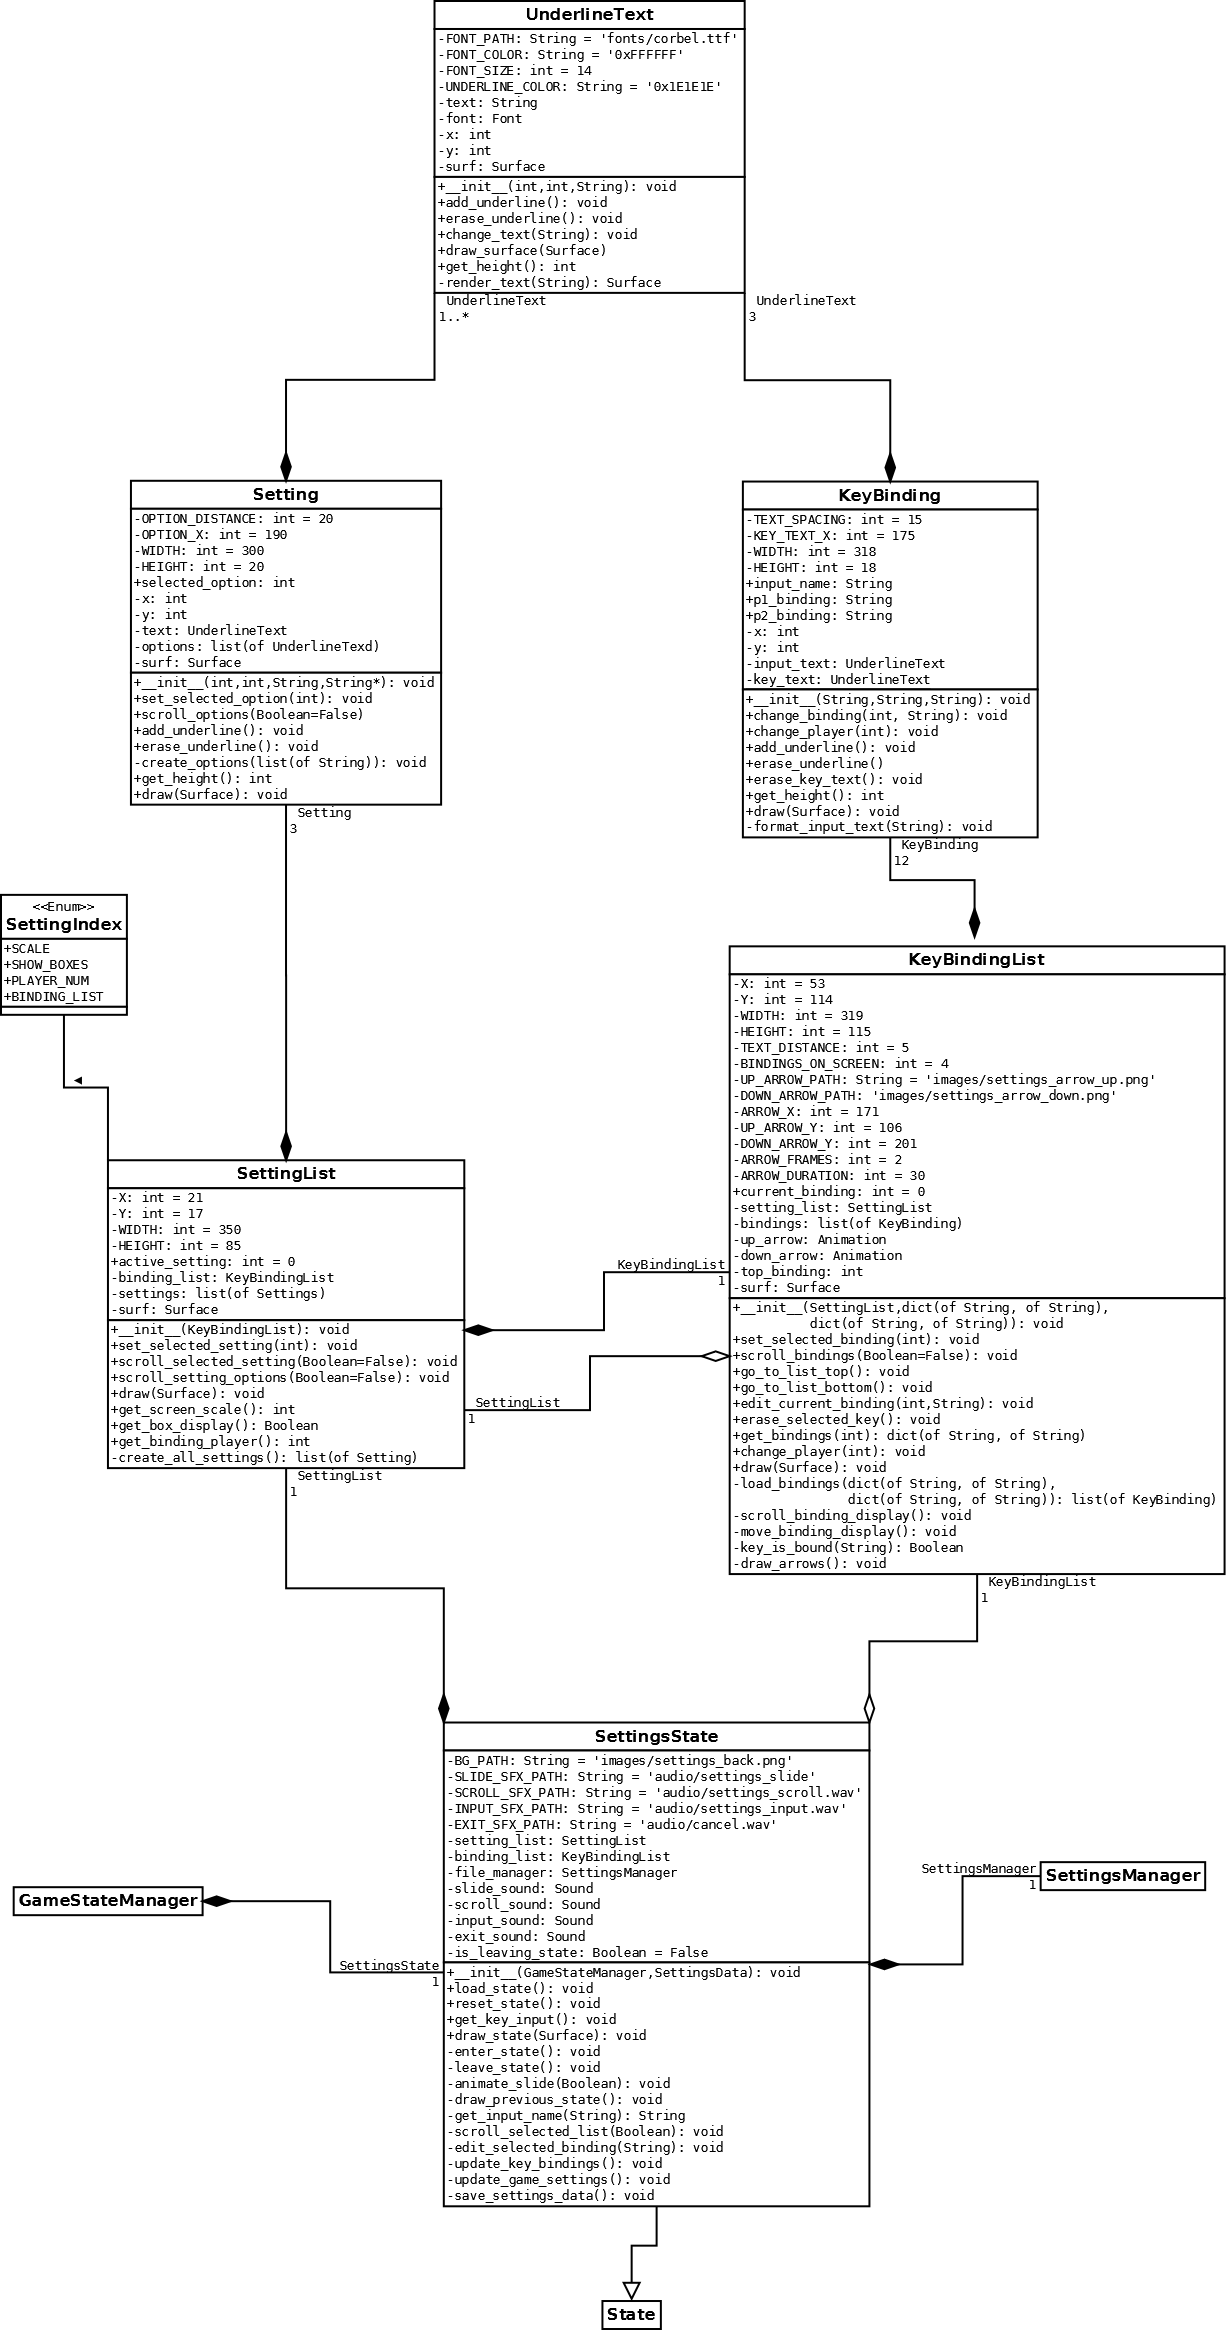 UnderlineText
-FONT_PATH: String = 'fonts/corbel.ttf'
-FONT_COLOR: String = '0xFFFFFF'
-FONT_SIZE: int = 14
-UNDERLINE_COLOR: String = '0x1E1E1E'
-text: String
-font: Font
-x: int
-y: int
-surf: Surface
+__init__(int,int,String): void
+add_underline(): void
+erase_underline(): void
+change_text(String): void
+draw_surface(Surface)
+get_height(): int
-render_text(String): Surface
UnderlineText
1..*
UnderlineText
3
Setting
-OPTION_DISTANCE: int = 20
-OPTION_X: int = 190
-WIDTH: int = 300
-HEIGHT: int = 20
+selected_option: int
-x: int
-y: int
-text: UnderlineText
-options: list(of UnderlineTexd)
-surf: Surface
+__init__(int,int,String,String*): void
+set_selected_option(int): void
+scroll_options(Boolean=False)
+add_underline(): void
+erase_underline(): void
-create_options(list(of String)): void
+get_height(): int
+draw(Surface): void
Setting
3
KeyBinding
-TEXT_SPACING: int = 15
-KEY_TEXT_X: int = 175
-WIDTH: int = 318
-HEIGHT: int = 18
+input_name: String
+p1_binding: String
+p2_binding: String
-x: int
-y: int
-input_text: UnderlineText
-key_text: UnderlineText
+__init__(String,String,String): void
+change_binding(int, String): void
+change_player(int): void
+add_underline(): void
+erase_underline()
+erase_key_text(): void
+get_height(): int
+draw(Surface): void
-format_input_text(String): void
KeyBinding
12
<<Enum>>
SettingIndex
+SCALE
+SHOW_BOXES
+PLAYER_NUM
+BINDING_LIST
KeyBindingList
-X: int = 53
-Y: int = 114
-WIDTH: int = 319
-HEIGHT: int = 115
-TEXT_DISTANCE: int = 5
-BINDINGS_ON_SCREEN: int = 4
-UP_ARROW_PATH: String = 'images/settings_arrow_up.png'
-DOWN_ARROW_PATH: 'images/settings_arrow_down.png'
-ARROW_X: int = 171
-UP_ARROW_Y: int = 106
-DOWN_ARROW_Y: int = 201
-ARROW_FRAMES: int = 2
-ARROW_DURATION: int = 30
+current_binding: int = 0
-setting_list: SettingList
-bindings: list(of KeyBinding)
-up_arrow: Animation
-down_arrow: Animation
-top_binding: int
-surf: Surface
+__init__(SettingList,dict(of String, of String),
dict(of String, of String)): void
+set_selected_binding(int): void
+scroll_bindings(Boolean=False): void
+go_to_list_top(): void
+go_to_list_bottom(): void
+edit_current_binding(int,String): void
+erase_selected_key(): void
+get_bindings(int): dict(of String, of String)
+change_player(int): void
+draw(Surface): void
-load_bindings(dict(of String, of String),
dict(of String, of String)): list(of KeyBinding)
-scroll_binding_display(): void
-move_binding_display(): void
-key_is_bound(String): Boolean
-draw_arrows(): void
KeyBindingList
1
SettingList
-X: int = 21
-Y: int = 17
-WIDTH: int = 350
-HEIGHT: int = 85
+active_setting: int = 0
-binding_list: KeyBindingList
-settings: list(of Settings)
-surf: Surface
+__init__(KeyBindingList): void
+set_selected_setting(int): void
+scroll_selected_setting(Boolean=False): void
+scroll_setting_options(Boolean=False): void
+draw(Surface): void
+get_screen_scale(): int
+get_box_display(): Boolean
+get_binding_player(): int
-create_all_settings(): list(of Setting)
KeyBindingList
1
SettingList
1
SettingList
1
SettingsState
-BG_PATH: String = 'images/settings_back.png'
-SLIDE_SFX_PATH: String = 'audio/settings_slide'
-SCROLL_SFX_PATH: String = 'audio/settings_scroll.wav'
-INPUT_SFX_PATH: String = 'audio/settings_input.wav'
-EXIT_SFX_PATH: String = 'audio/cancel.wav'
-setting_list: SettingList
-binding_list: KeyBindingList
-file_manager: SettingsManager
-slide_sound: Sound
-scroll_sound: Sound
-input_sound: Sound
-exit_sound: Sound
-is_leaving_state: Boolean = False
+__init__(GameStateManager,SettingsData): void
+load_state(): void
+reset_state(): void
+get_key_input(): void
+draw_state(Surface): void
-enter_state(): void
-leave_state(): void
-animate_slide(Boolean): void
-draw_previous_state(): void
-get_input_name(String): String
-scroll_selected_list(Boolean): void
-edit_selected_binding(String): void
-update_key_bindings(): void
-update_game_settings(): void
-save_settings_data(): void
GameStateManager
SettingsState
1
SettingsManager
1
SettingsManager
State